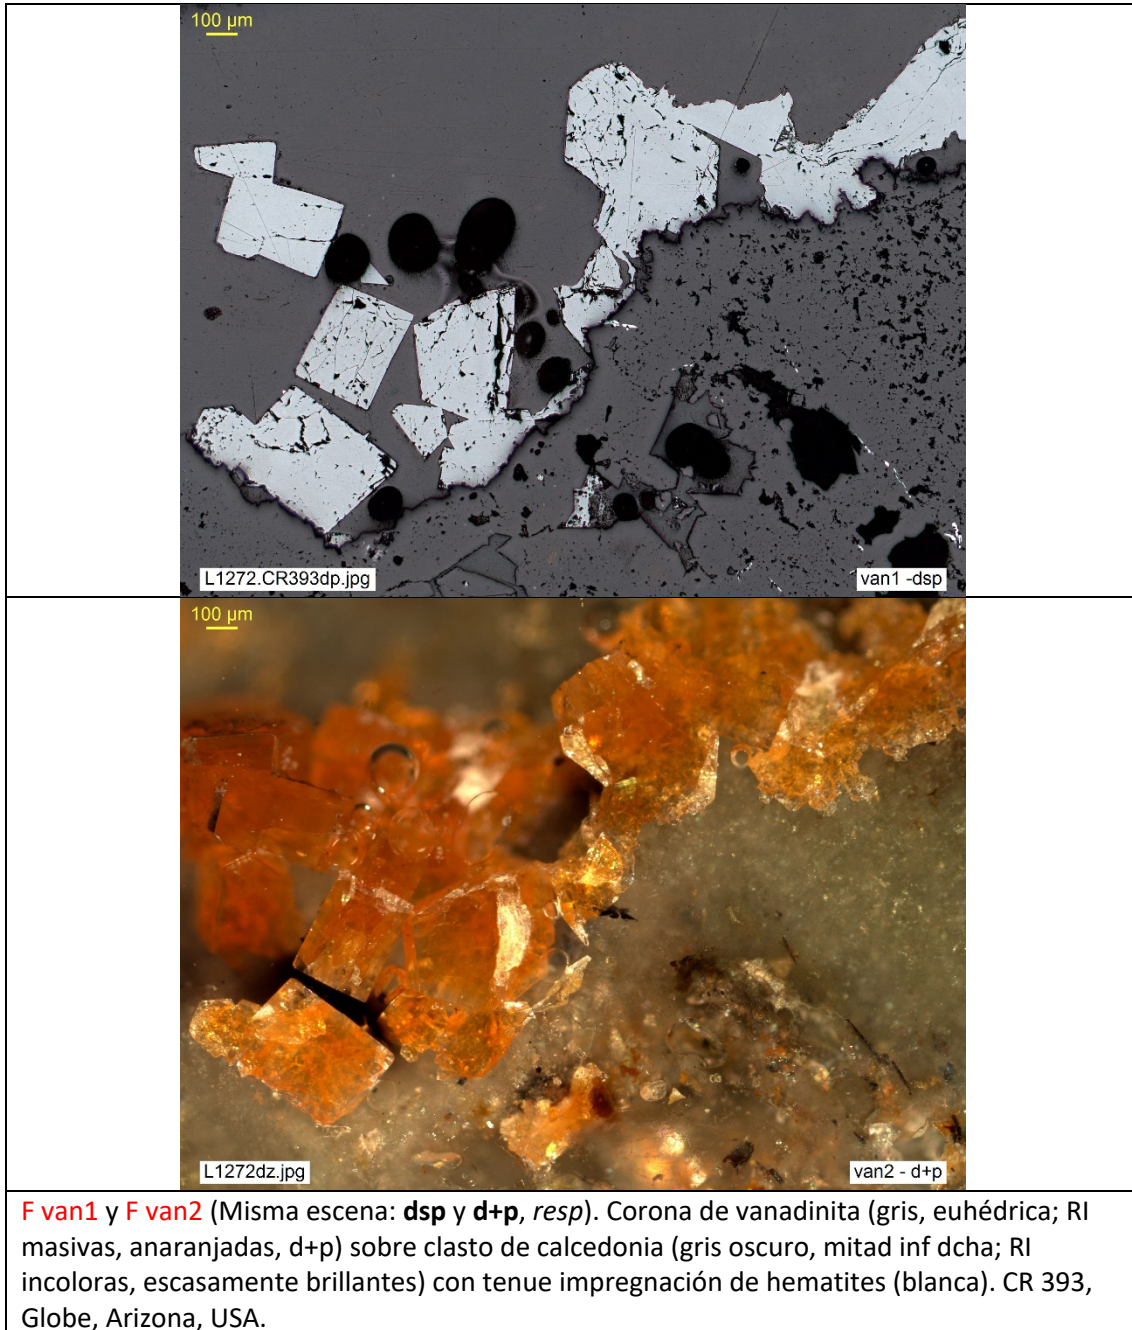 100 µm
L1272.CR393dp.jpg
van1 -dsp
100 µm
L1272dz.jpg
van2 - d+p
F van1 y F van2 (Misma escena: dsp y d+p, resp). Corona de vanadinita (gris, euhédrica; RI
masivas, anaranjadas, d+p) sobre clasto de calcedonia (gris oscuro, mitad inf dcha; RI
incoloras, escasamente brillantes) con tenue impregnación de hematites (blanca). CR 393,
Globe, Arizona, USA.